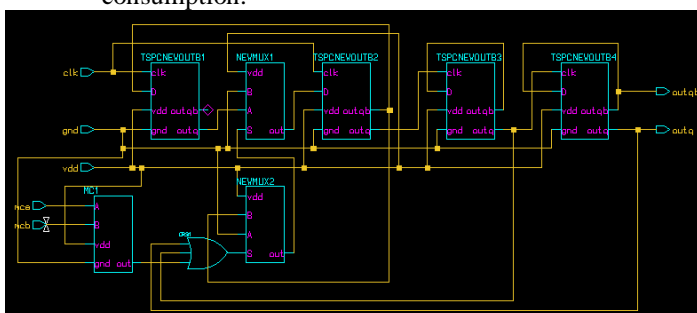 consumption.
TSPCNEWOUTB1 NEWMUX1 TSPCNEWOUTB2 TSPCNEWOUTB3 TSPCNEWOUTB4
clk clk vdd clk clk clk
D B D D D outqb
vdd outqb A vdd outqb vdd outqb vdd outqb
gnd gnd outq S out gnd outq gnd outq gnd outq outq
vdd
MC1 NEWMUX2
mca A vdd
mcb B B
vdd A
gnd out S out